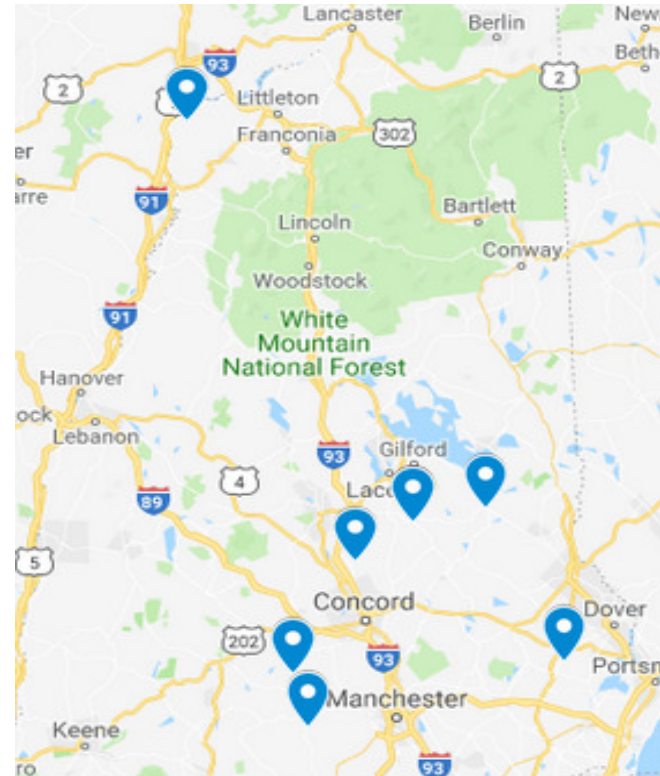 Lancaster
Berlin
New
93
2
2
Beth
Littleton
Franconia
302
er
arre
91
Bartlett
Lincoln
Conway
Woodstock
91
White
Mountain
National Forest
Hanover
ock
Lebanon
93
Gilford
Laco
4
89
5
Concord
Dover
202
93
Portsm
Manchester
Keene
93
ro